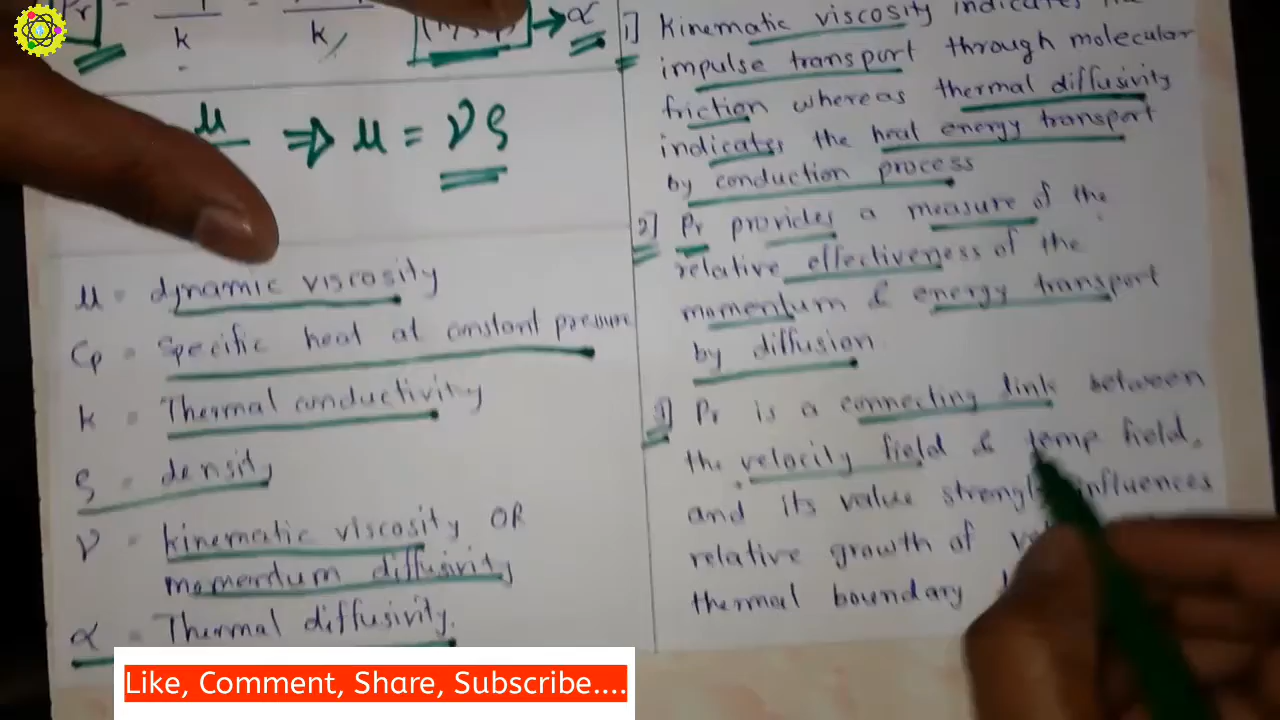 k
k
α
μ ⇒ μ = νρ
μ = dynamic viscosity
Cp = Specific heat at constant pressure
k = Thermal conductivity
ρ = density
ν = kinematic viscosity OR
momentum diffusivity
α = Thermal diffusivity.
1] Kinematic viscosity indicates
impulse transport through molecular
friction whereas thermal diffusivity
indicates the heat energy transport
by conduction process
2] Pr provides a measure of the
relative effectiveness of the
momentum & energy transport
by diffusion.
3] Pr is a connecting link between
the velocity field & temp field,
and its value strongly influences
relative growth of
thermal boundary
Like, Comment, Share, Subscribe....